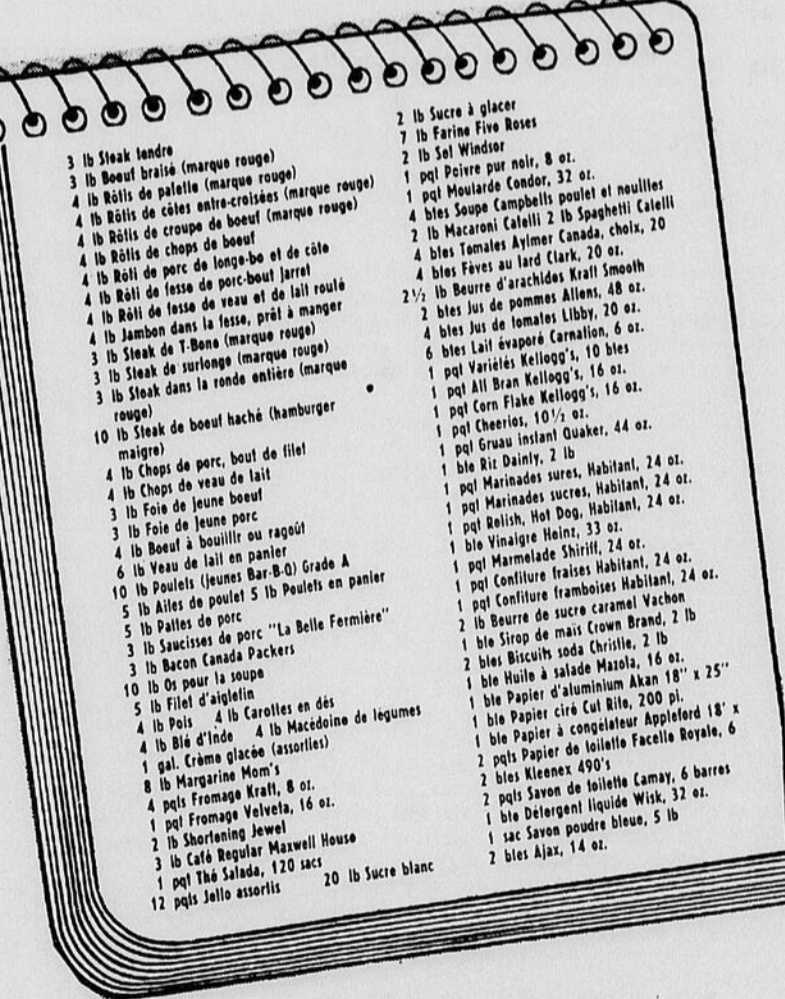 3 lb Steak tendre
3 lb Boeuf braisé (marque rouge)
4 lb Rôtis de palette (marque rouge)
4 lb Rôtis de côtes entre-croisées (marque rouge)
4 lb Rôtis de croupe de boeuf (marque rouge)
4 lb Rôtis de chops de boeuf
4 lb Rôti de porc de longe-bo et de côte
4 lb Rôti de fesse de porc-bout jarret
4 lb Rôti de fesse de veau et de lait roulé
4 lb Jambon dans la fesse, prêt à manger
3 lb Steak de T-Bone (marque rouge)
3 lb Steak de surlonge (marque rouge)
3 lb Steak dans la ronde entière (marque
rouge)
10 lb Steak de boeuf haché (hamburger
maigre)
4 lb Chops de porc, bout de filet
4 lb Chops de veau de lait
3 lb Foie de jeune boeuf
3 lb Foie de jeune porc
4 lb Boeuf à bouillir ou ragoût
6 lb Veau de lait en panier
10 lb Poulets (jeunes Bar-B-Q) Grade A
5 lb Ailes de poulet 5 lb Poulets en panier
5 lb Pattes de porc
3 lb Saucisses de porc "La Belle Fermière"
3 lb Bacon Canada Packers
10 lb Os pour la soupe
5 lb Filet d'aiglefin
4 lb Pois 4 lb Carottes en dés
4 lb Blé d'Inde 4 lb Macédoine de légumes
1 gal. Crème glacée (assorties)
8 lb Margarine Mom's
4 pqts Fromage Kraft, 8 oz.
1 pqt Fromage Velveta, 16 oz.
2 lb Shortening Jewel
3 lb Café Regular Maxwell House
1 pqt Thé Salada, 120 sacs
12 pqts Jello assortis 20 lb Sucre blanc
2 lb Sucre à glacer
7 lb Farine Five Roses
2 lb Sel Windsor
1 pqt Poivre pur noir, 8 oz.
1 pqt Moutarde Condor, 32 oz.
4 btes Soupe Campbells poulet et nouilles
2 lb Macaroni Catelli 2 lb Spaghetti Catelli
4 btes Tomates Aylmer Canada, choix, 20
4 btes Fèves au lard Clark, 20 oz.
2½ lb Beurre d'arachides Kraft Smooth
2 btes Jus de pommes Allens, 48 oz.
4 btes Jus de tomates Libby, 20 oz.
6 btes Lait évaporé Carnation, 6 oz.
1 pqt Variétés Kellogg's, 10 btes
1 pqt All Bran Kellogg's, 16 oz.
1 pqt Corn Flake Kellogg's, 16 oz.
1 pqt Cheerios, 10½ oz.
1 pqt Gruau instant Quaker, 44 oz.
1 bte Riz Dainty, 2 lb
1 pqt Marinades sures, Habitant, 24 oz.
1 pqt Marinades sucres, Habitant, 24 oz.
1 pqt Relish, Hot Dog, Habitant, 24 oz.
1 bte Vinaigre Heinz, 33 oz.
1 pqt Marmelade Shiriff, 24 oz.
1 pqt Confiture fraises Habitant, 24 oz.
1 pqt Confiture framboises Habitant, 24 oz.
2 lb Beurre de sucre caramel Vachon
1 bte Sirop de maïs Crown Brand, 2 lb
2 btes Biscuits soda Christie, 2 lb
1 bte Huile à salade Mazola, 16 oz.
1 bte Papier d'aluminium Akan 18" x 25"
1 bte Papier ciré Cut Rite, 200 pi.
1 bte Papier à congélateur Appleford 18' x
2 pqts Papier de toilette Facelle Royale, 6
2 btes Kleenex 490's
2 pqts Savon de toilette Camay, 6 barres
1 bte Détergent liquide Wisk, 32 oz.
1 sac Savon poudre bleue, 5 lb
2 btes Ajax, 14 oz.